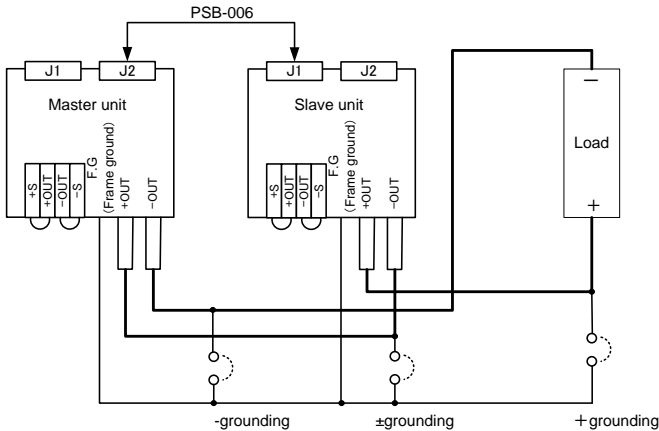 PSB-006
J1
J2
J1
J2
Master unit
Slave unit
Load
−
+
+S
+OUT
-OUT
-S
F.G
(Frame ground)
+OUT
-OUT
+S
+OUT
-OUT
-S
F.G
(Frame ground)
+OUT
-OUT
-grounding
±grounding
+grounding